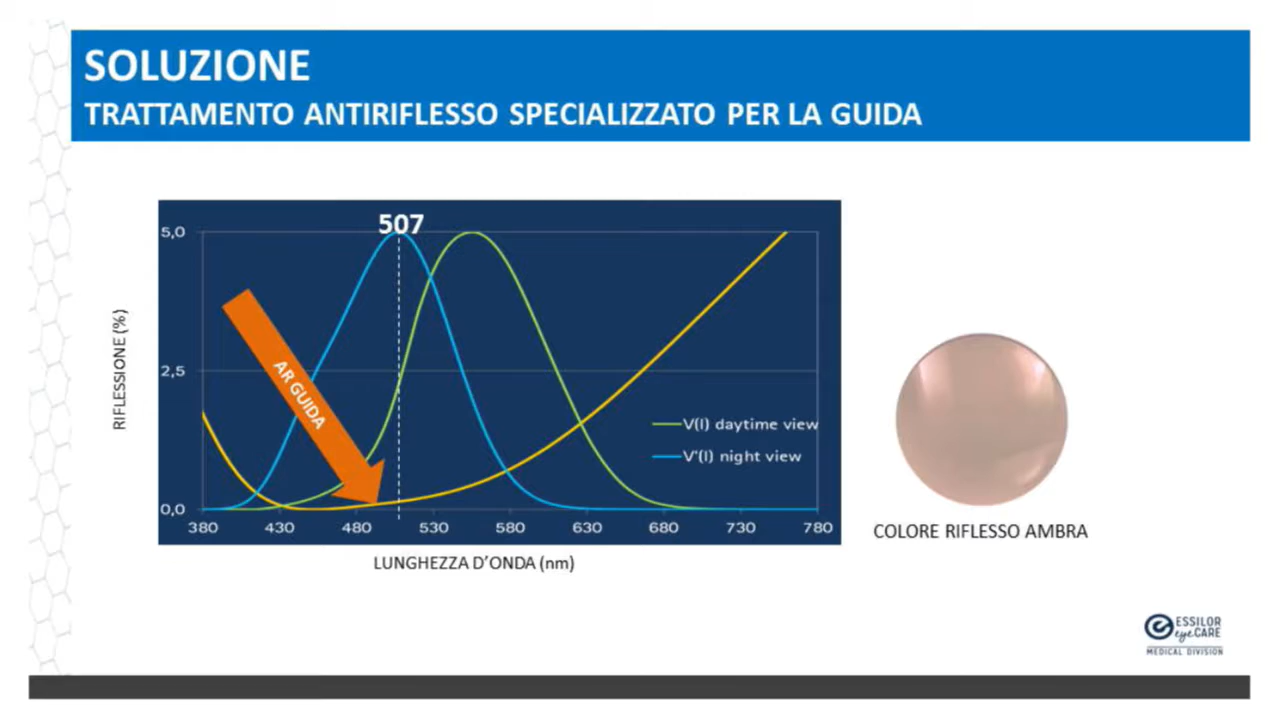 SOLUZIONE
TRATTAMENTO ANTIRIFLESSO SPECIALIZZATO PER LA GUIDA
507
5,0
2,5
0,0
RIFLESSIONE (%)
AR GUIDA
V(I) daytime view
V'(I) night view
380 430 480 530 580 630 680 730 780
LUNGHEZZA D'ONDA (nm)
COLORE RIFLESSO AMBRA
ESSILOR
eyeCARE
MEDICAL DIVISION